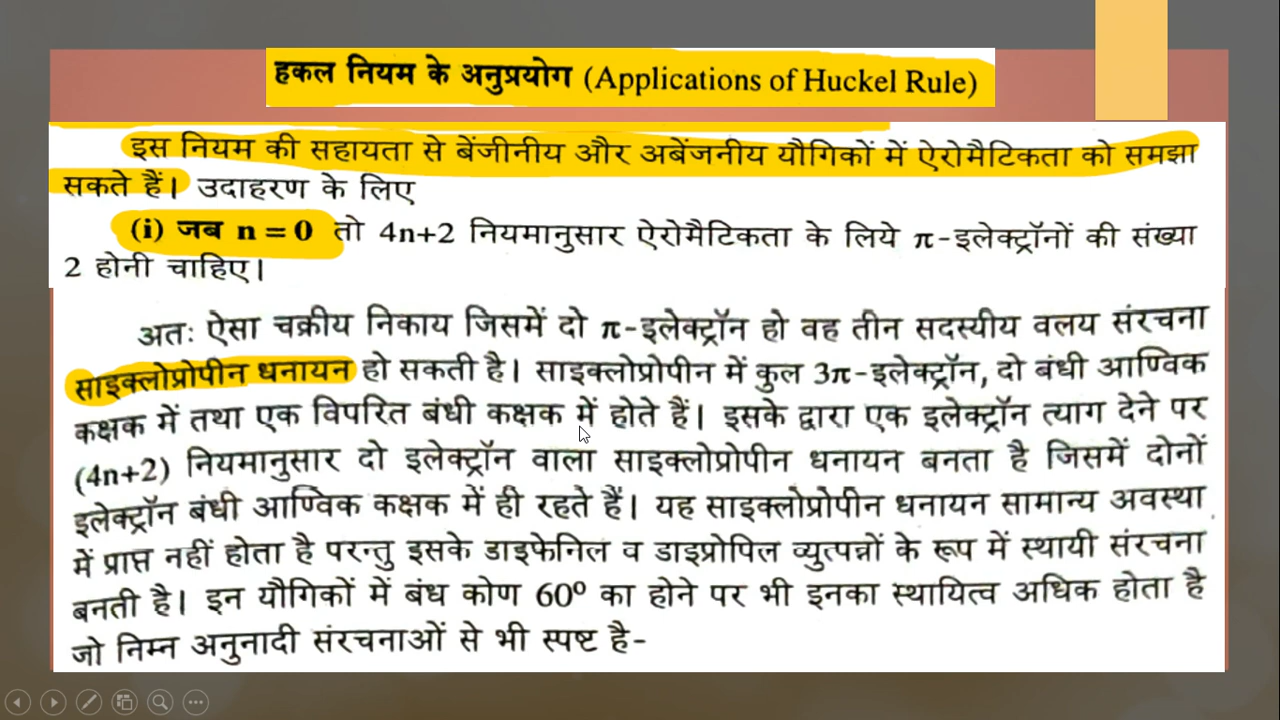 हकल नियम के अनुप्रयोग (Applications of Huckel Rule)
इस नियम की सहायता से बेंजीनीय और अबेंजनीय यौगिकों में ऐरोमैटिकता को समझा
सकते हैं। उदाहरण के लिए
(i) जब n = 0 तो 4n+2 नियमानुसार ऐरोमैटिकता के लिये π-इलेक्ट्रॉनों की संख्या
2 होनी चाहिए।
अतः ऐसा चक्रीय निकाय जिसमें दो π-इलेक्ट्रॉन हो वह तीन सदस्यीय वलय संरचना
साइक्लोप्रोपीन धनायन हो सकती है। साइक्लोप्रोपीन में कुल 3π-इलेक्ट्रॉन, दो बंधी आण्विक
कक्षक में तथा एक विपरित बंधी कक्षक में होते हैं। इसके द्वारा एक इलेक्ट्रॉन त्याग देने पर
(4n+2) नियमानुसार दो इलेक्ट्रॉन वाला साइक्लोप्रोपीन धनायन बनता है जिसमें दोनों
इलेक्ट्रॉन बंधी आण्विक कक्षक में ही रहते हैं। यह साइक्लोप्रोपीन धनायन सामान्य अवस्था
में प्राप्त नहीं होता है परन्तु इसके डाइफेनिल व डाइप्रोपिल व्युत्पन्नों के रूप में स्थायी संरचना
बनती है। इन यौगिकों में बंध कोण 60⁰ का होने पर भी इनका स्थायित्व अधिक होता है
जो निम्न अनुनादी संरचनाओं से भी स्पष्ट है-